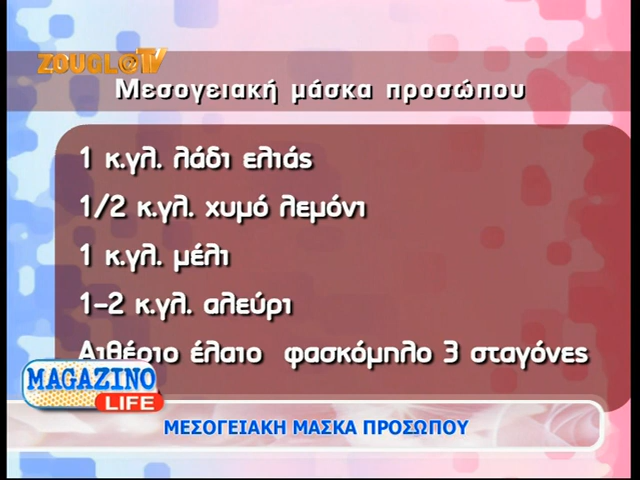 ZOUGL@TV
Μεσογειακή μάσκα προσώπου
1 κ.γλ. λάδι ελιάς
1/2 κ.γλ. χυμό λεμόνι
1 κ.γλ. μέλι
1-2 κ.γλ. αλεύρι
Αιθέριο έλαιο φασκόμηλο 3 σταγόνες
MAGAZINO
LIFE
ΜΕΣΟΓΕΙΑΚΗ ΜΑΣΚΑ ΠΡΟΣΩΠΟΥ